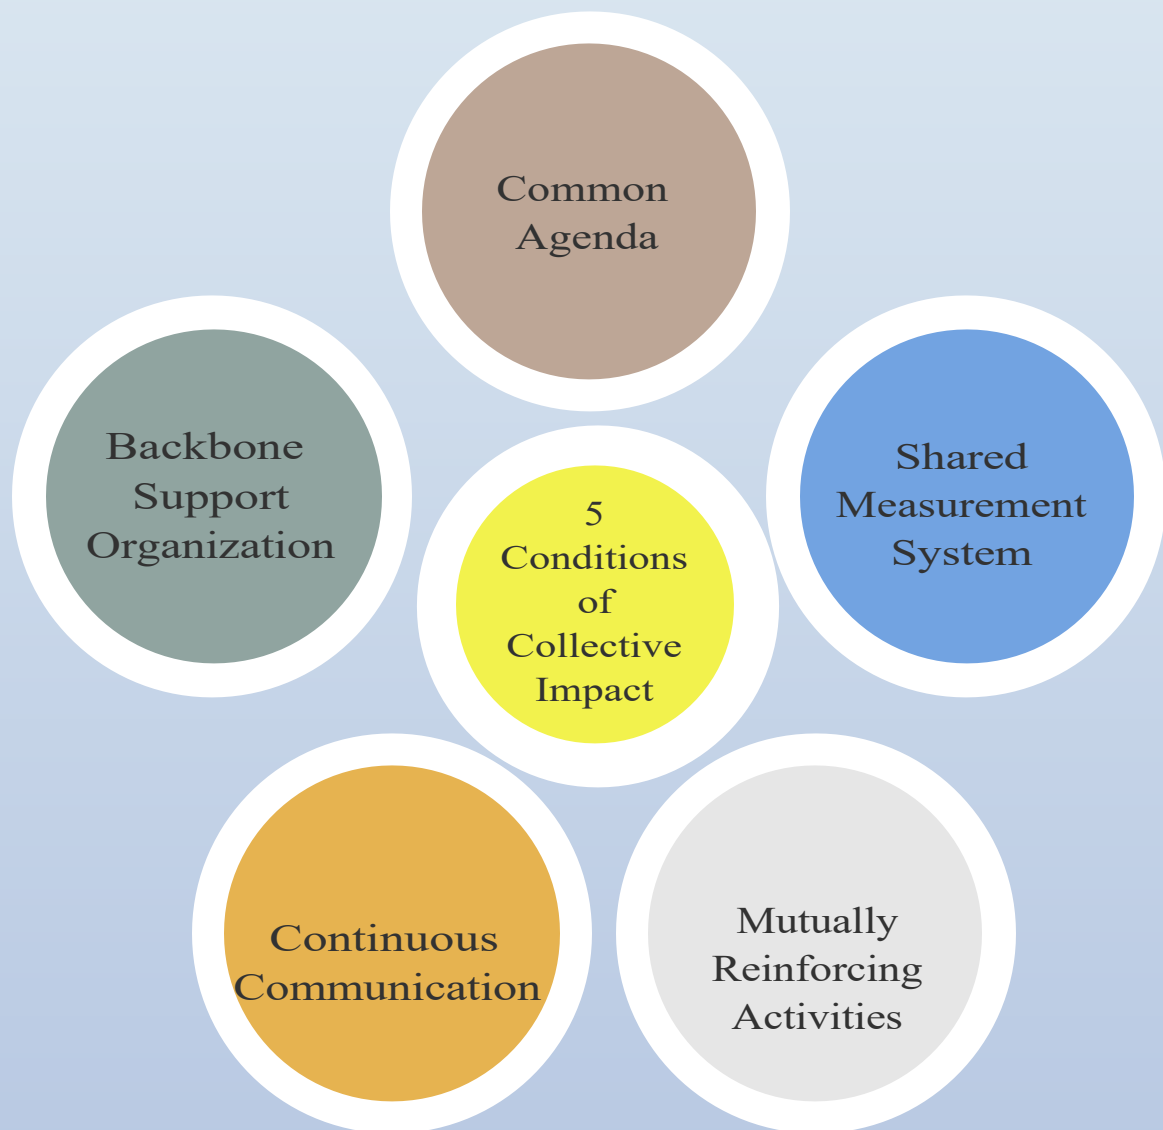 Common
Agenda
Backbone
Support
Organization
Shared
Measurement
System
5
Conditions
of
Collective
Impact
Continuous
Communication
Mutually
Reinforcing
Activities